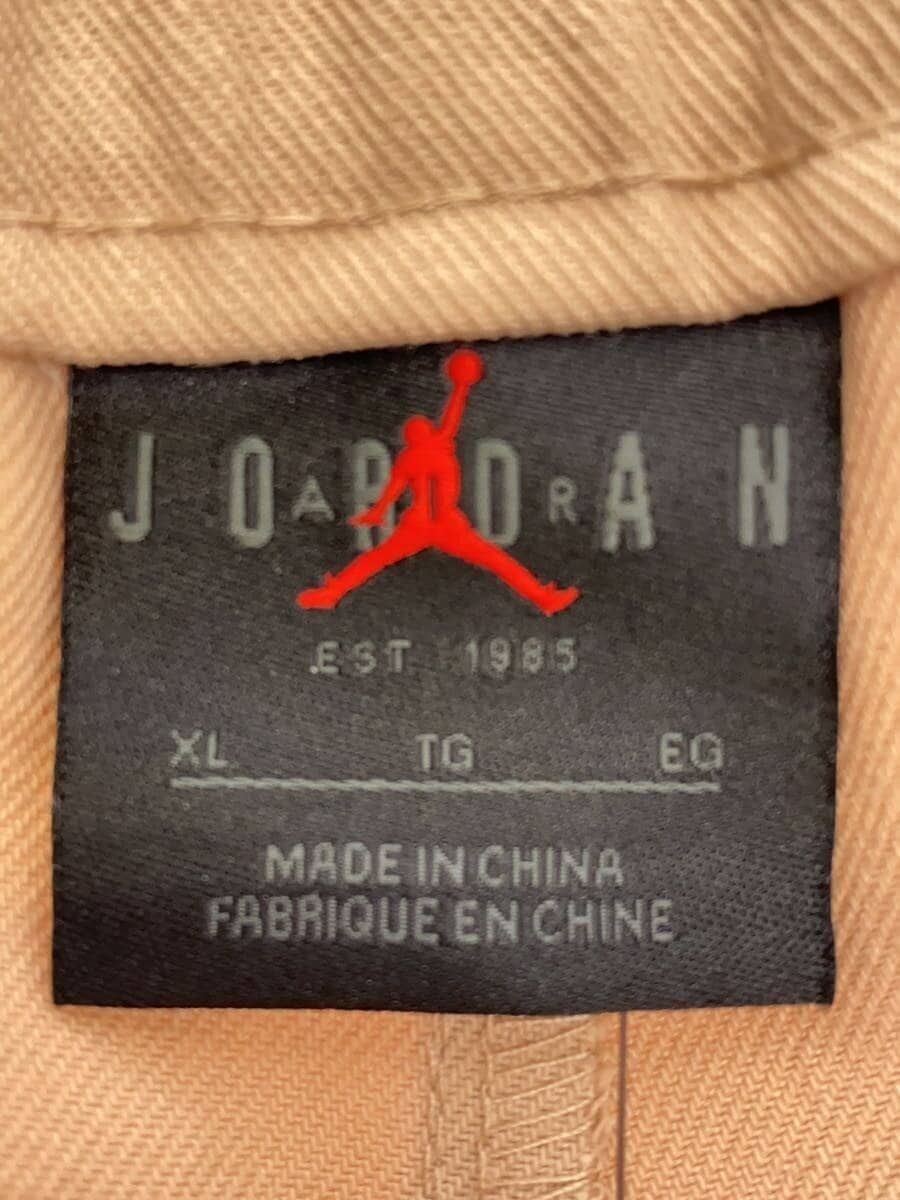 JORDAN
AIR
EST 1985
XL TG EG
MADE IN CHINA
FABRIQUE EN CHINE